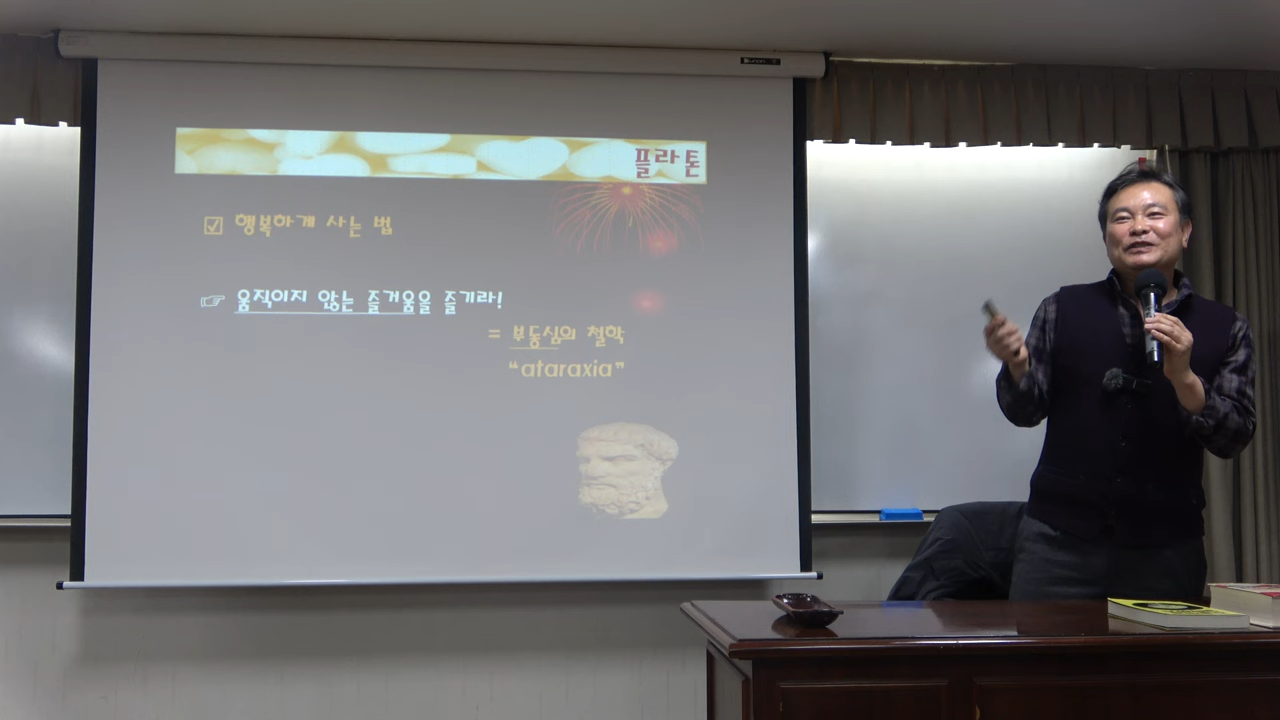 플라톤
☑ 행복하게 사는 법
☞ 움직이지 않는 즐거움을 즐기라!
= 부동심의 철학
“ataraxia”